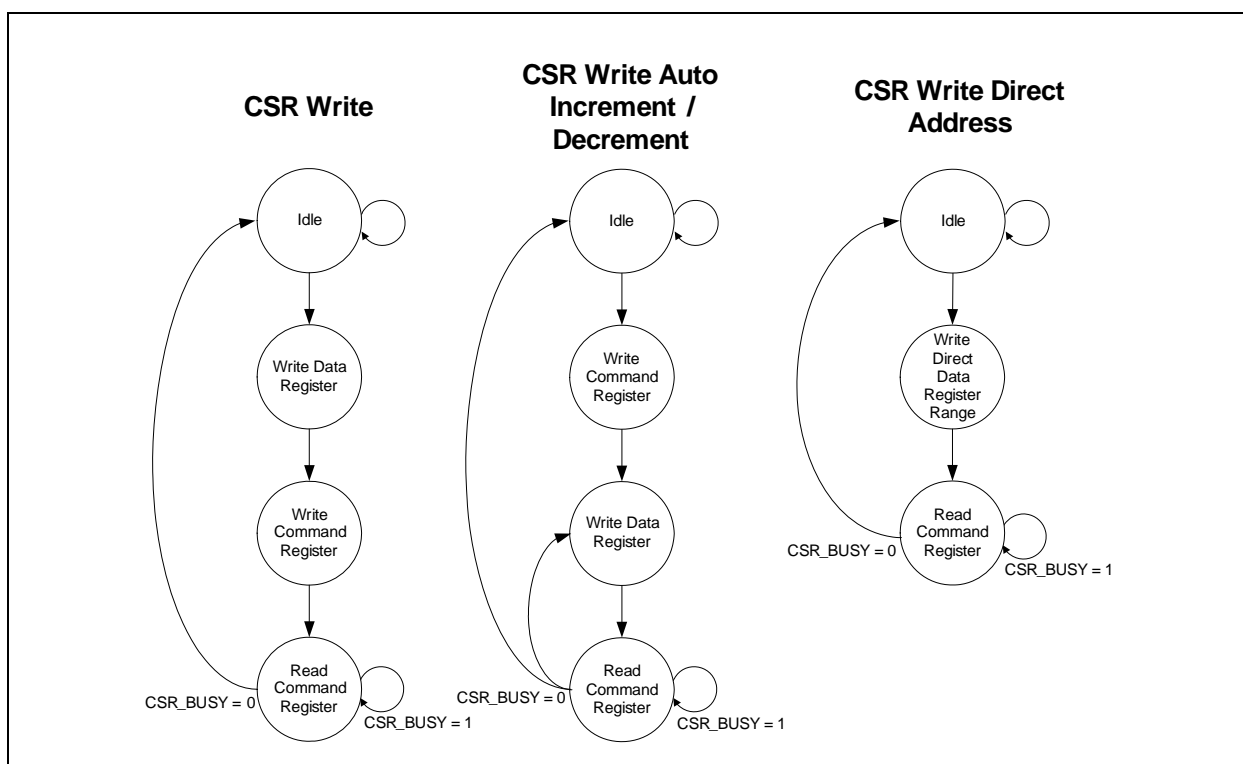 CSR Write
Idle
Write Data
Register
Write
Command
Register
Read
Command
Register
CSR_BUSY = 0
CSR_BUSY = 1
CSR Write Auto
Increment /
Decrement
Idle
Write
Command
Register
Write Data
Register
Read
Command
Register
CSR_BUSY = 0
CSR_BUSY = 1
CSR Write Direct
Address
Idle
Write
Direct
Data
Register
Range
Read
Command
Register
CSR_BUSY = 0
CSR_BUSY = 1